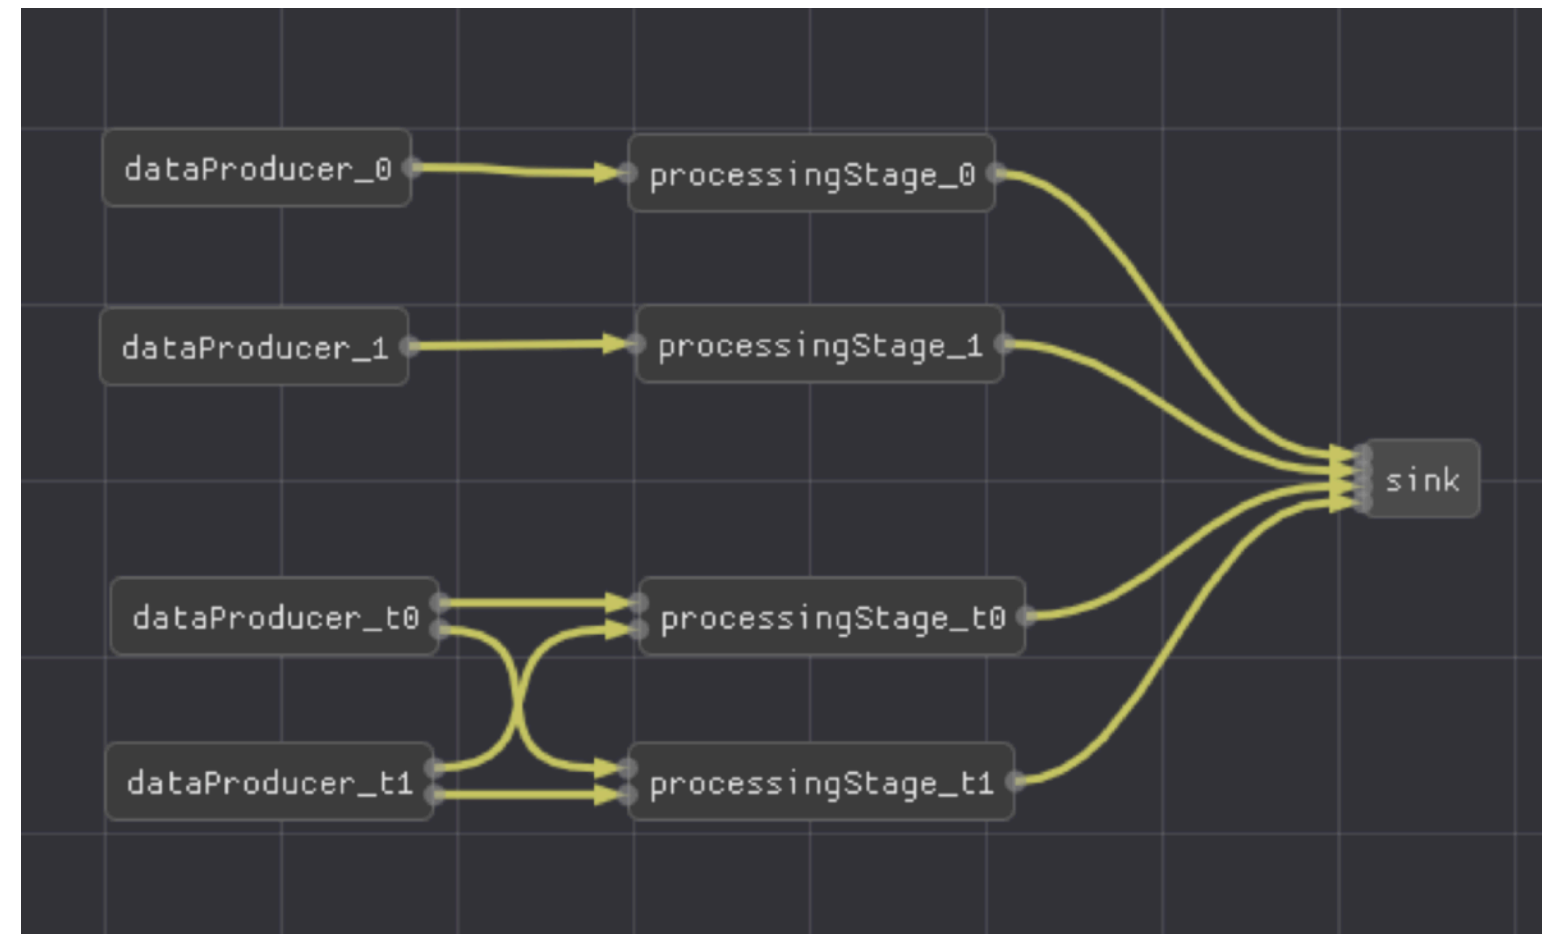 dataProducer_0
processingStage_0
dataProducer_1
processingStage_1
sink
dataProducer_t0
processingStage_t0
dataProducer_t1
processingStage_t1